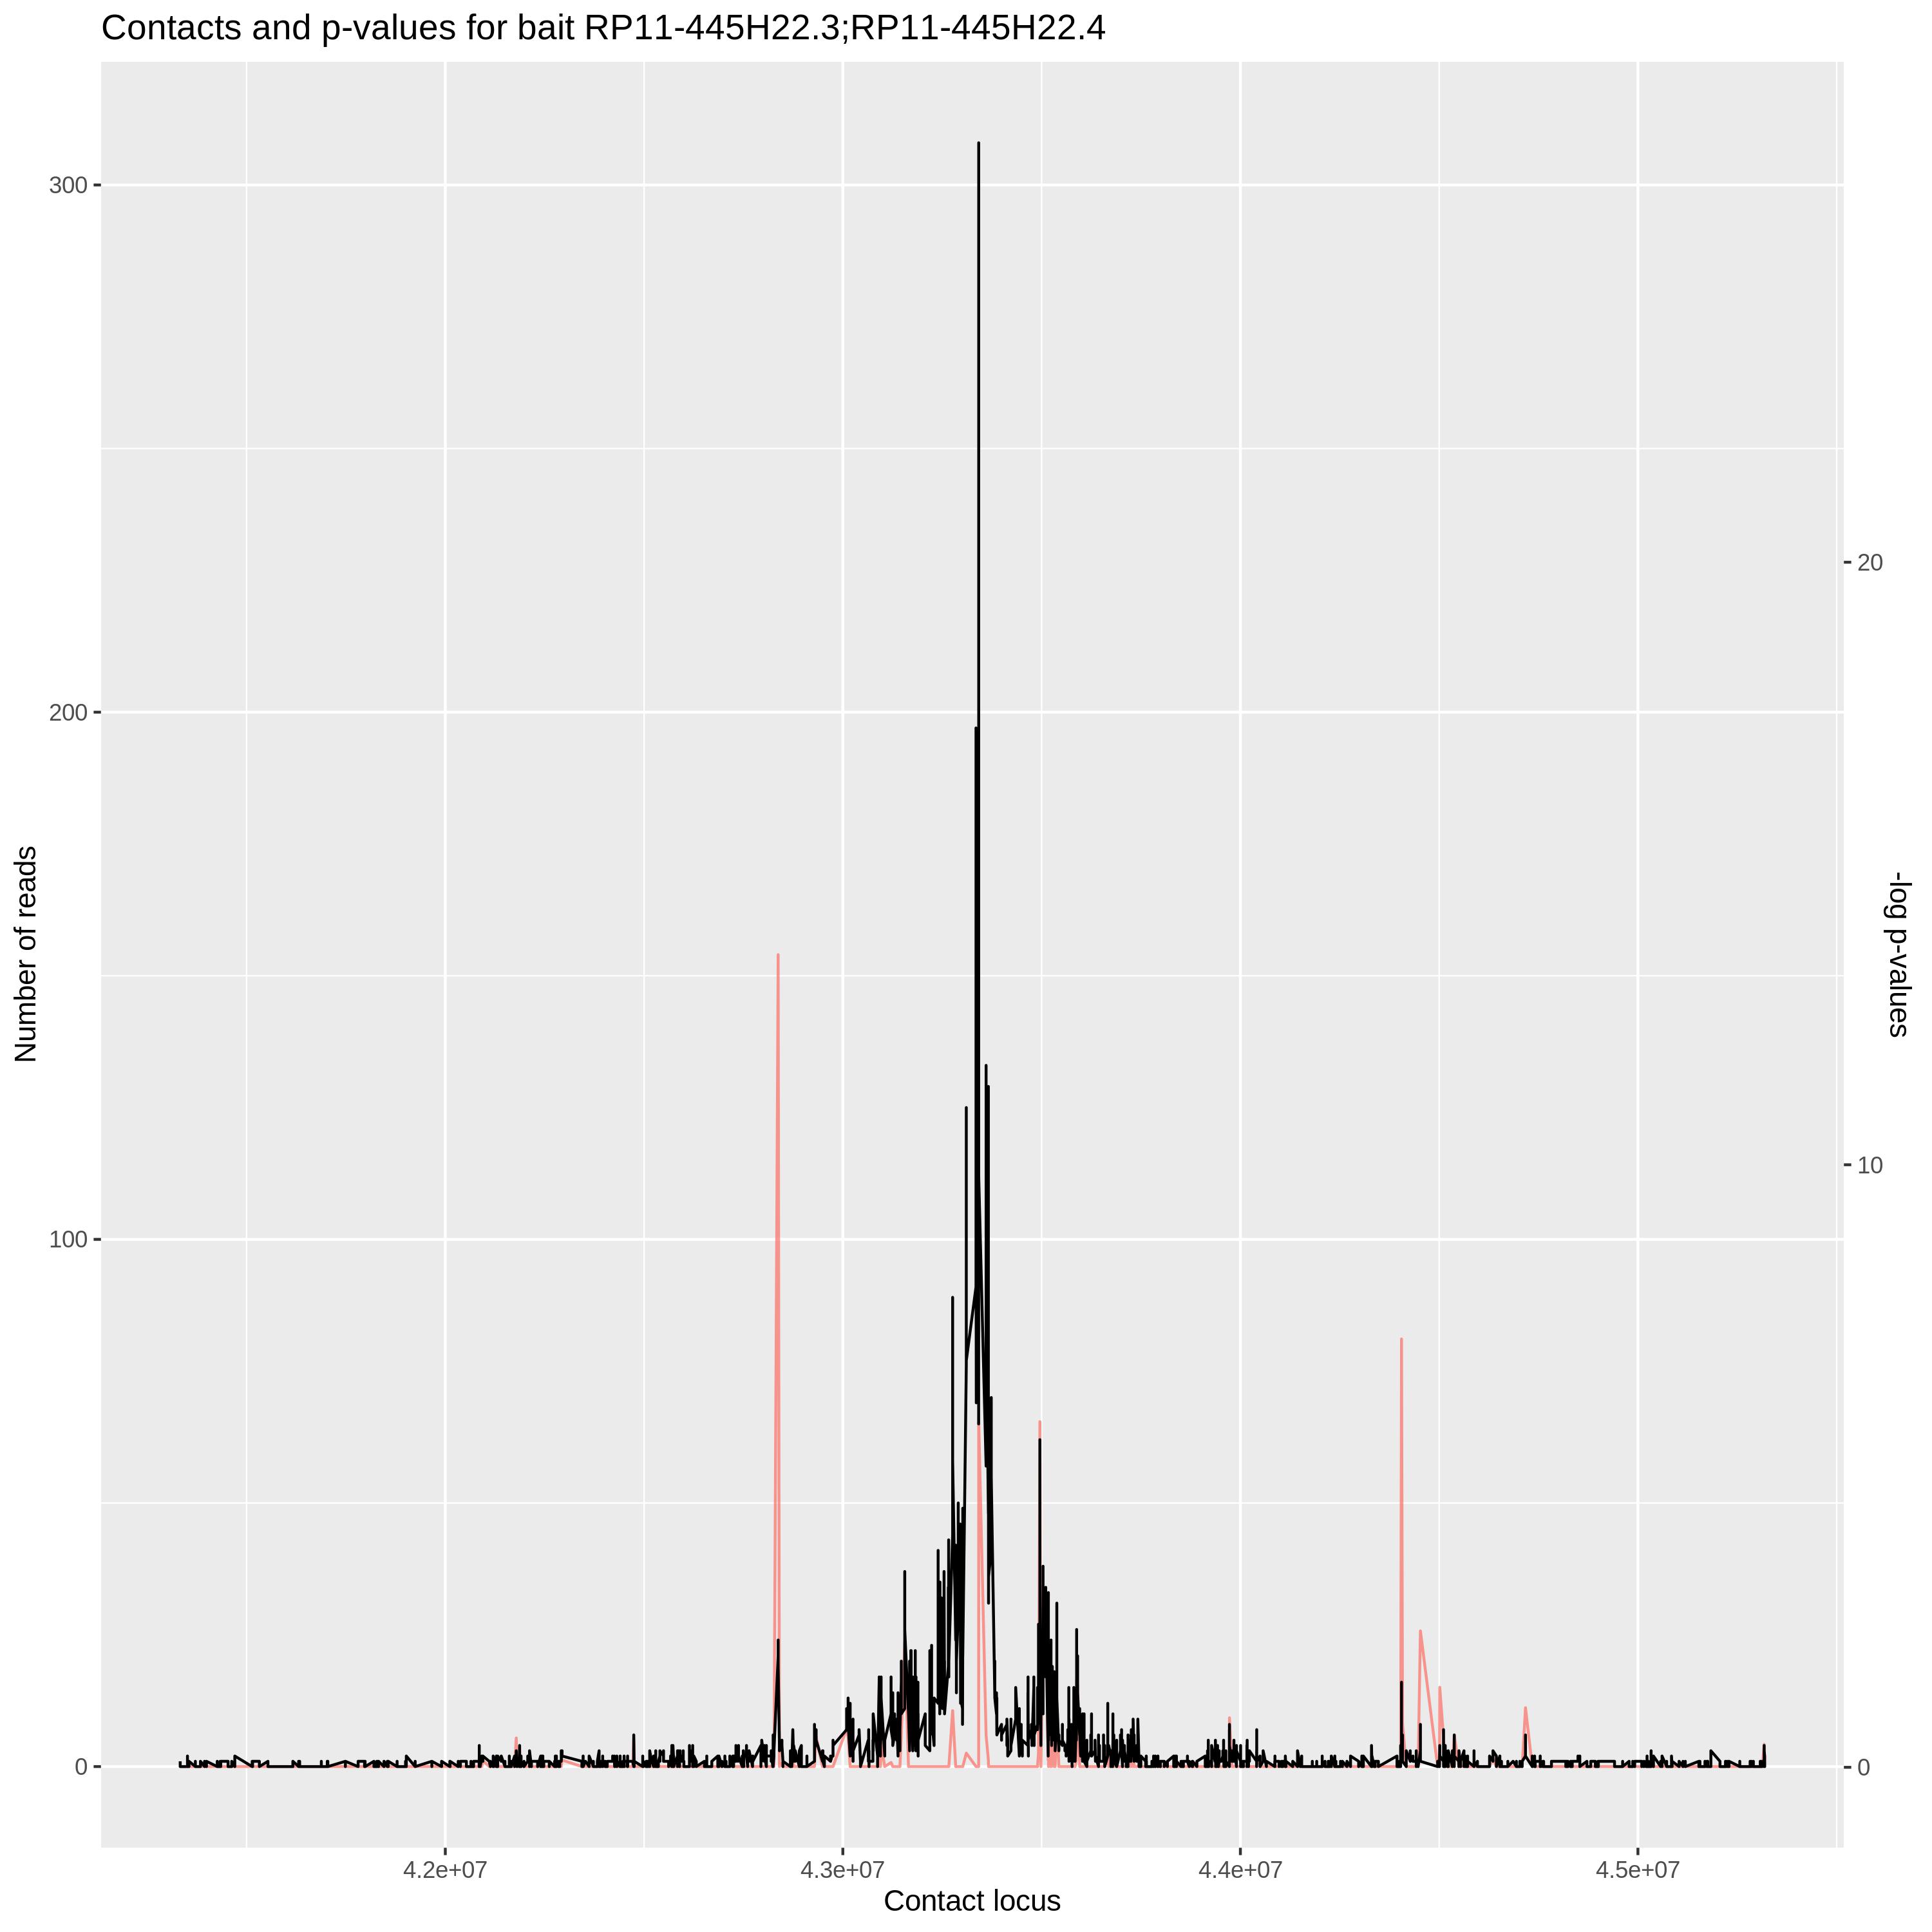 Contacts and p-values for bait RP11-445H22.3;RP11-445H22.4
300
200
100
0
Number of reads
20
10
0
-log p-values
4.2e+07
4.3e+07
4.4e+07
4.5e+07
Contact locus